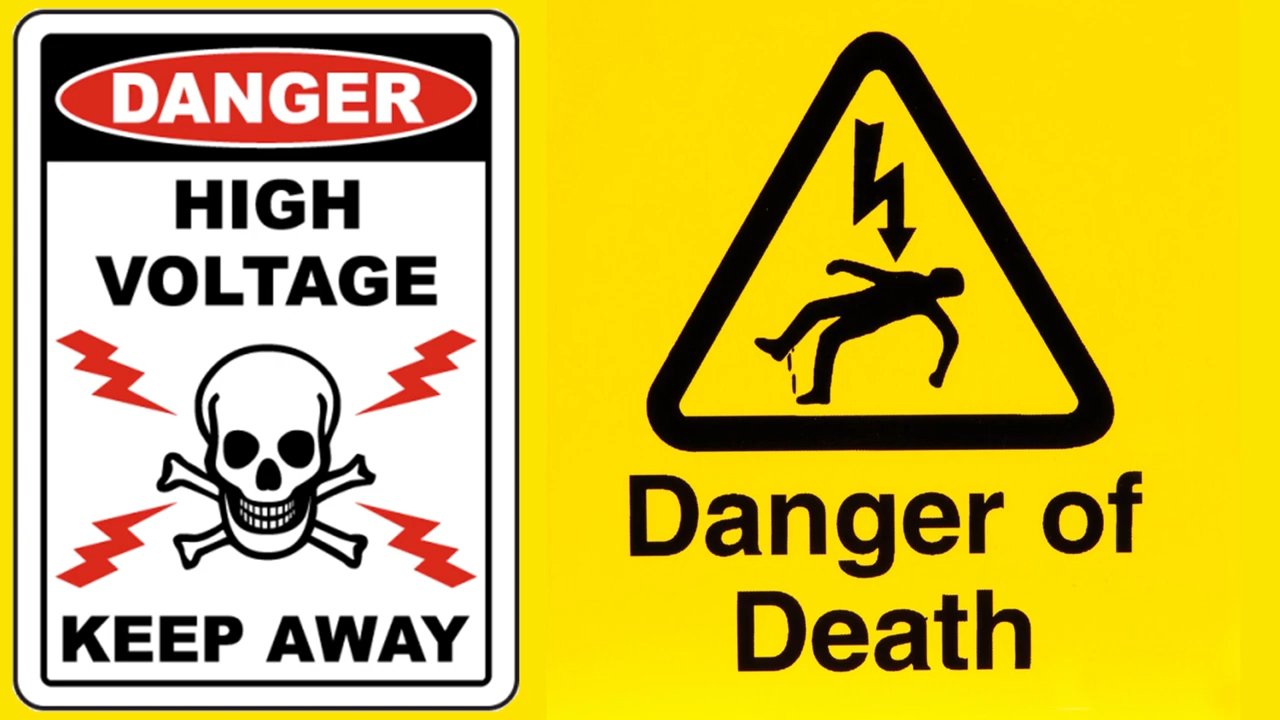 DANGER
HIGH
VOLTAGE
KEEP AWAY
Danger of
Death